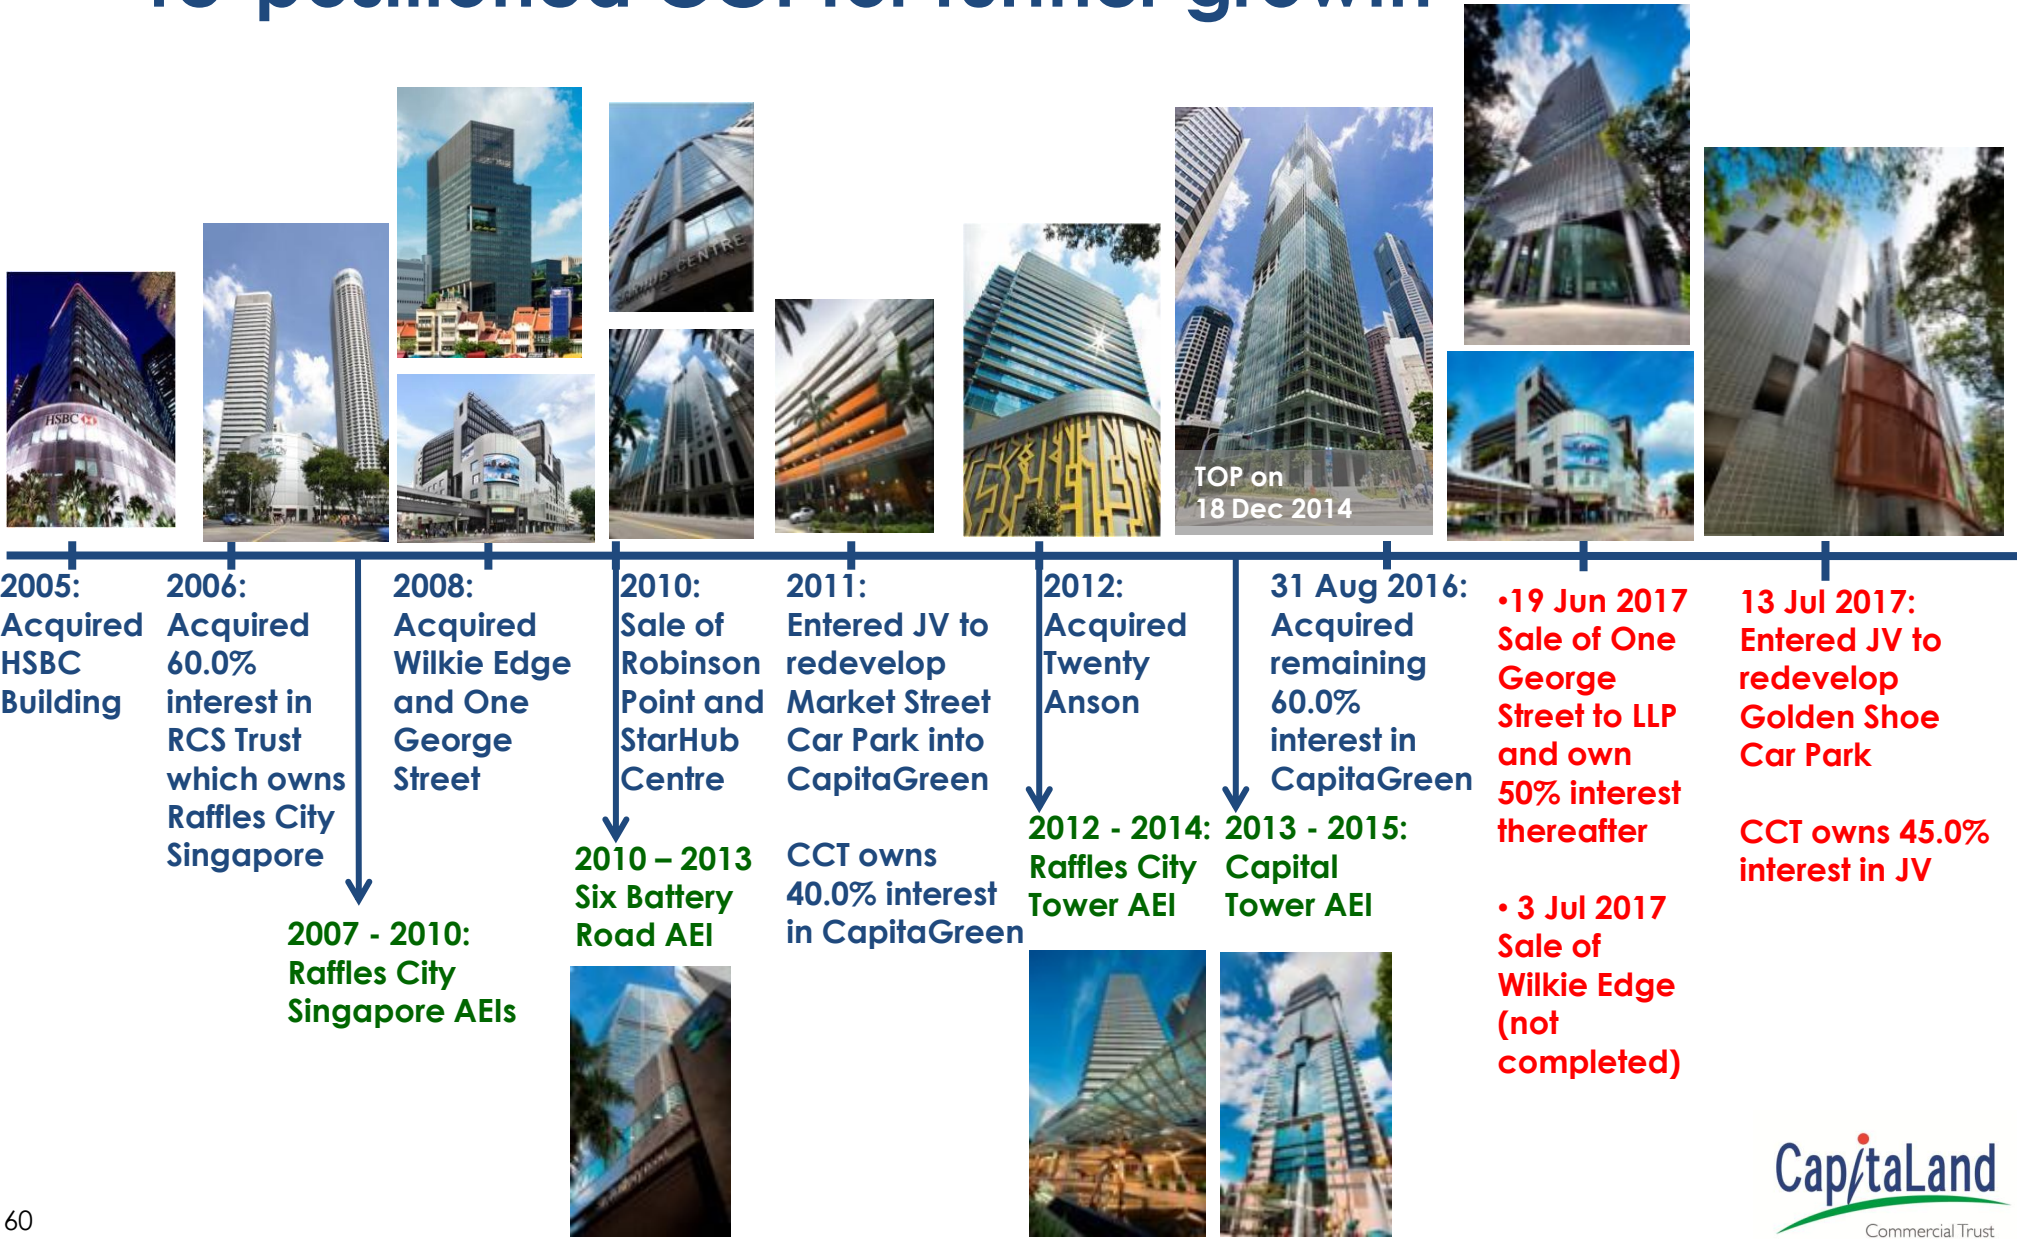 HSBC
TOP on
18 Dec 2014
2005:
Acquired
HSBC
Building
2006:
Acquired
60.0%
interest in
RCS Trust
which owns
Raffles City
Singapore
2007 - 2010:
Raffles City
Singapore AEIs
2008:
Acquired
Wilkie Edge
and One
George
Street
2010:
Sale of
Robinson
Point and
StarHub
Centre
2010 – 2013
Six Battery
Road AEI
2011:
Entered JV to
redevelop
Market Street
Car Park into
CapitaGreen
CCT owns
40.0% interest
in CapitaGreen
2012:
Acquired
Twenty
Anson
2012 - 2014:
Raffles City
Tower AEI
2013 - 2015:
Capital
Tower AEI
31 Aug 2016:
Acquired
remaining
60.0%
interest in
CapitaGreen
•19 Jun 2017
Sale of One
George
Street to LLP
and own
50% interest
thereafter
• 3 Jul 2017
Sale of
Wilkie Edge
(not
completed)
13 Jul 2017:
Entered JV to
redevelop
Golden Shoe
Car Park
CCT owns 45.0%
interest in JV
CapitaLand
Commercial Trust
60